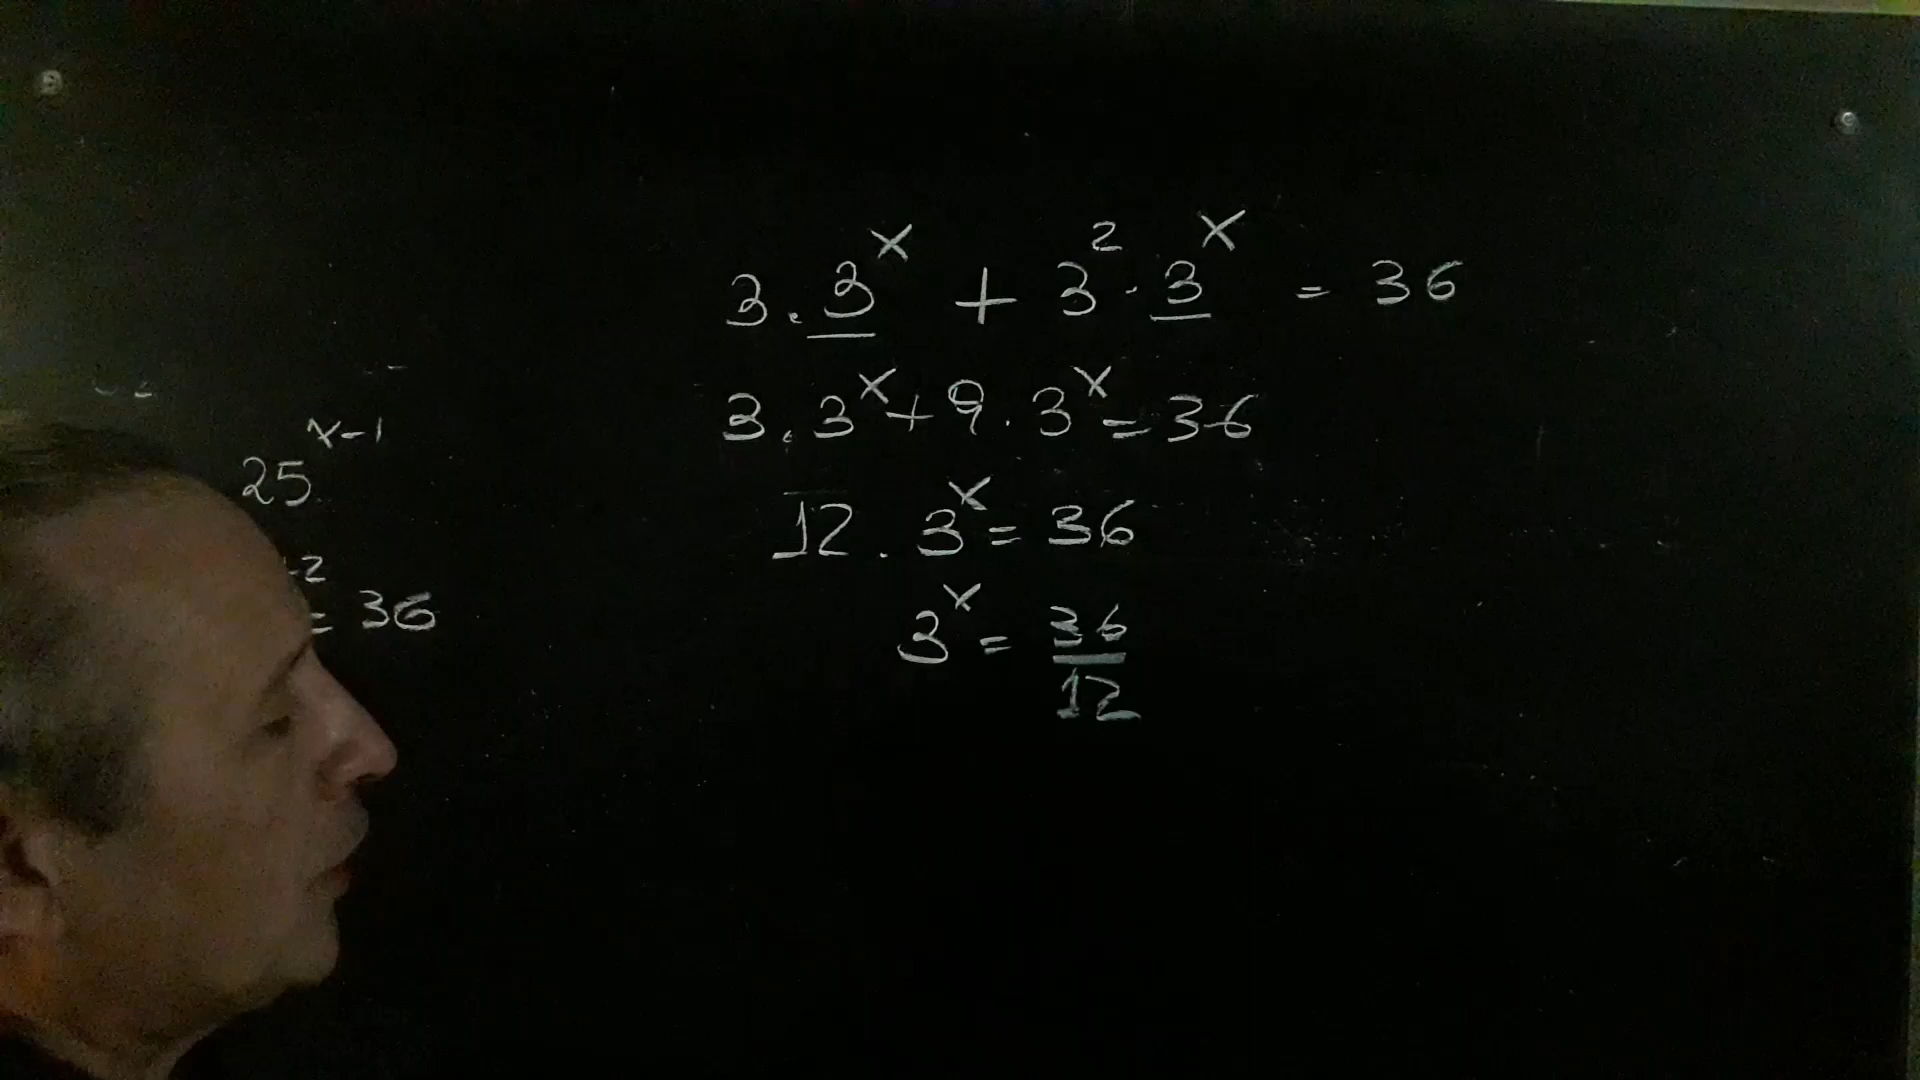 25^(x-1)
-2
= 36
3 . 3^x + 3^2 . 3^x = 36
3 . 3^x + 9 . 3^x = 36
12 . 3^x = 36
3^x = 36/12